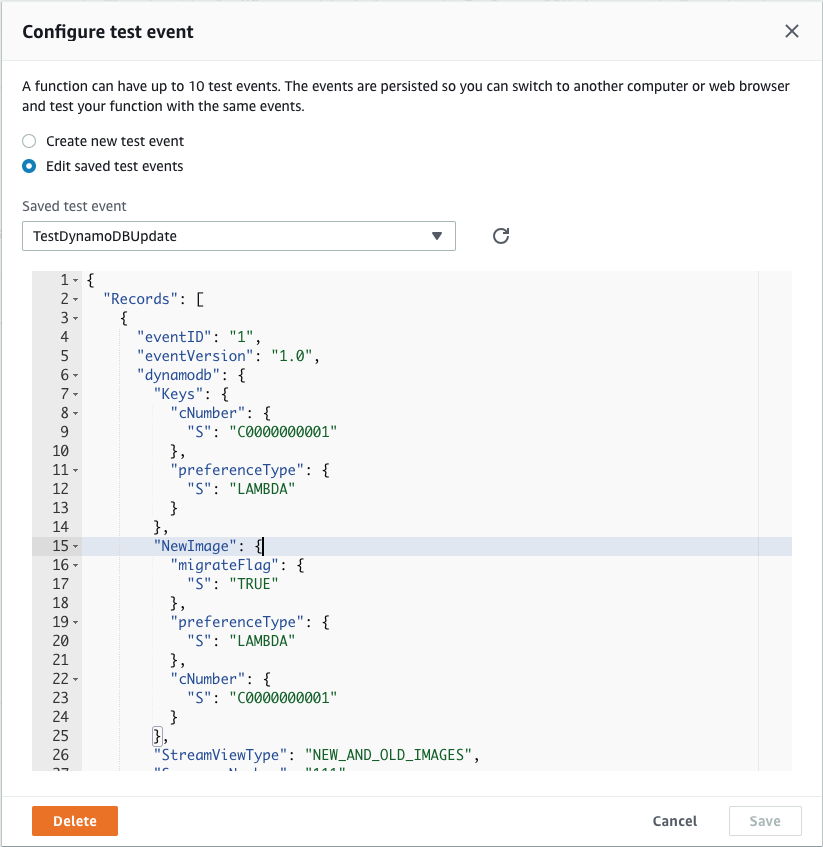 Configure test event
A function can have up to 10 test events. The events are persisted so you can switch to another computer or web browser
and test your function with the same events.
Create new test event
Edit saved test events
Saved test event
TestDynamoDBUpdate
1 {
2 "Records": [
3 {
4 "eventID": "1",
5 "eventVersion": "1.0",
6 "dynamodb": {
7 "Keys": {
8 "cNumber": {
9 "S": "C0000000001"
10 },
11 "preferenceType": {
12 "S": "LAMBDA"
13 }
14 },
15 "NewImage": {
16 "migrateFlag": {
17 "S": "TRUE"
18 },
19 "preferenceType": {
20 "S": "LAMBDA"
21 },
22 "cNumber": {
23 "S": "C0000000001"
24 }
25 },
26 "StreamViewType": "NEW_AND_OLD_IMAGES",
Delete
Cancel
Save